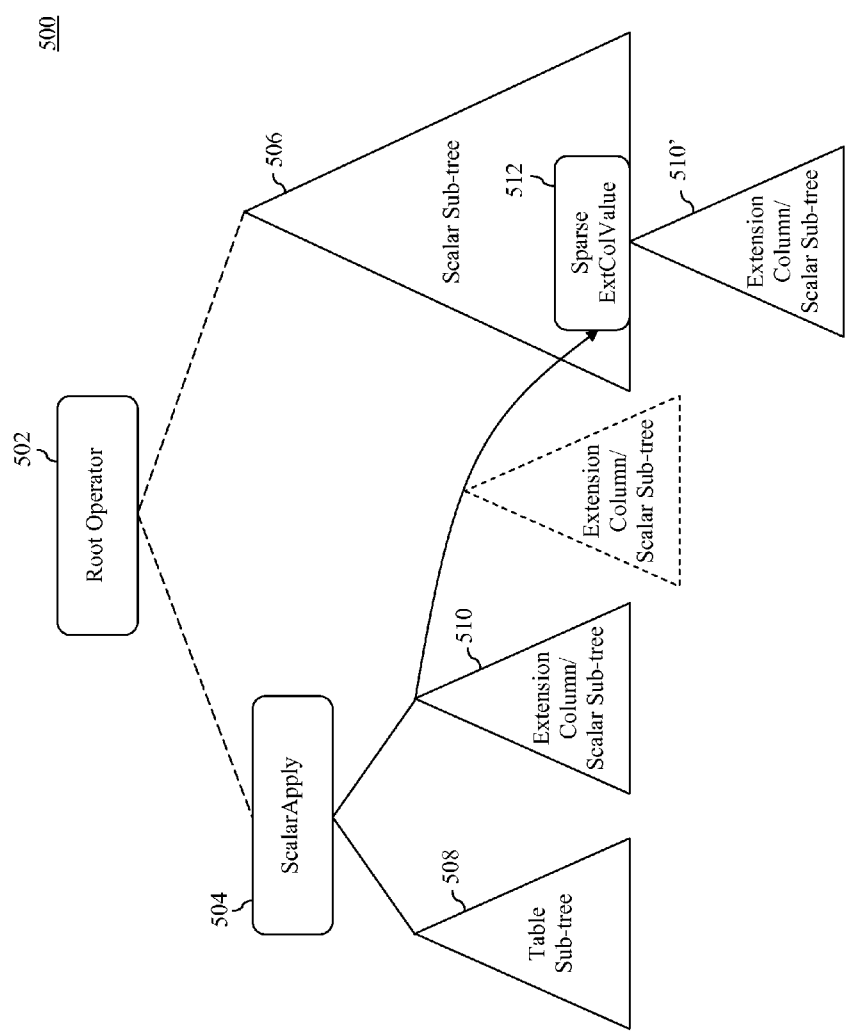 500
502
Root Operator
504
ScalarApply
506
Scalar Sub-tree
508
Table
Sub-tree
510
Extension
Column/
Scalar Sub-tree
Extension
Column/
Scalar Sub-tree
512
Sparse
ExtColValue
510’
Extension
Column/
Scalar Sub-tree